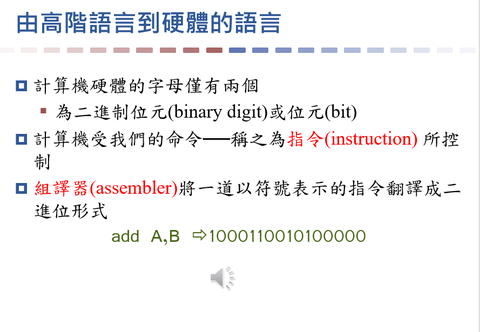 由高階語言到硬體的語言
計算機硬體的字母僅有兩個
為二進制位元(binary digit)或位元(bit)
計算機受我們的命令──稱之為指令(instruction) 所控
制
組譯器(assembler)將一道以符號表示的指令翻譯成二
進位形式
add A,B ⇨1000110010100000